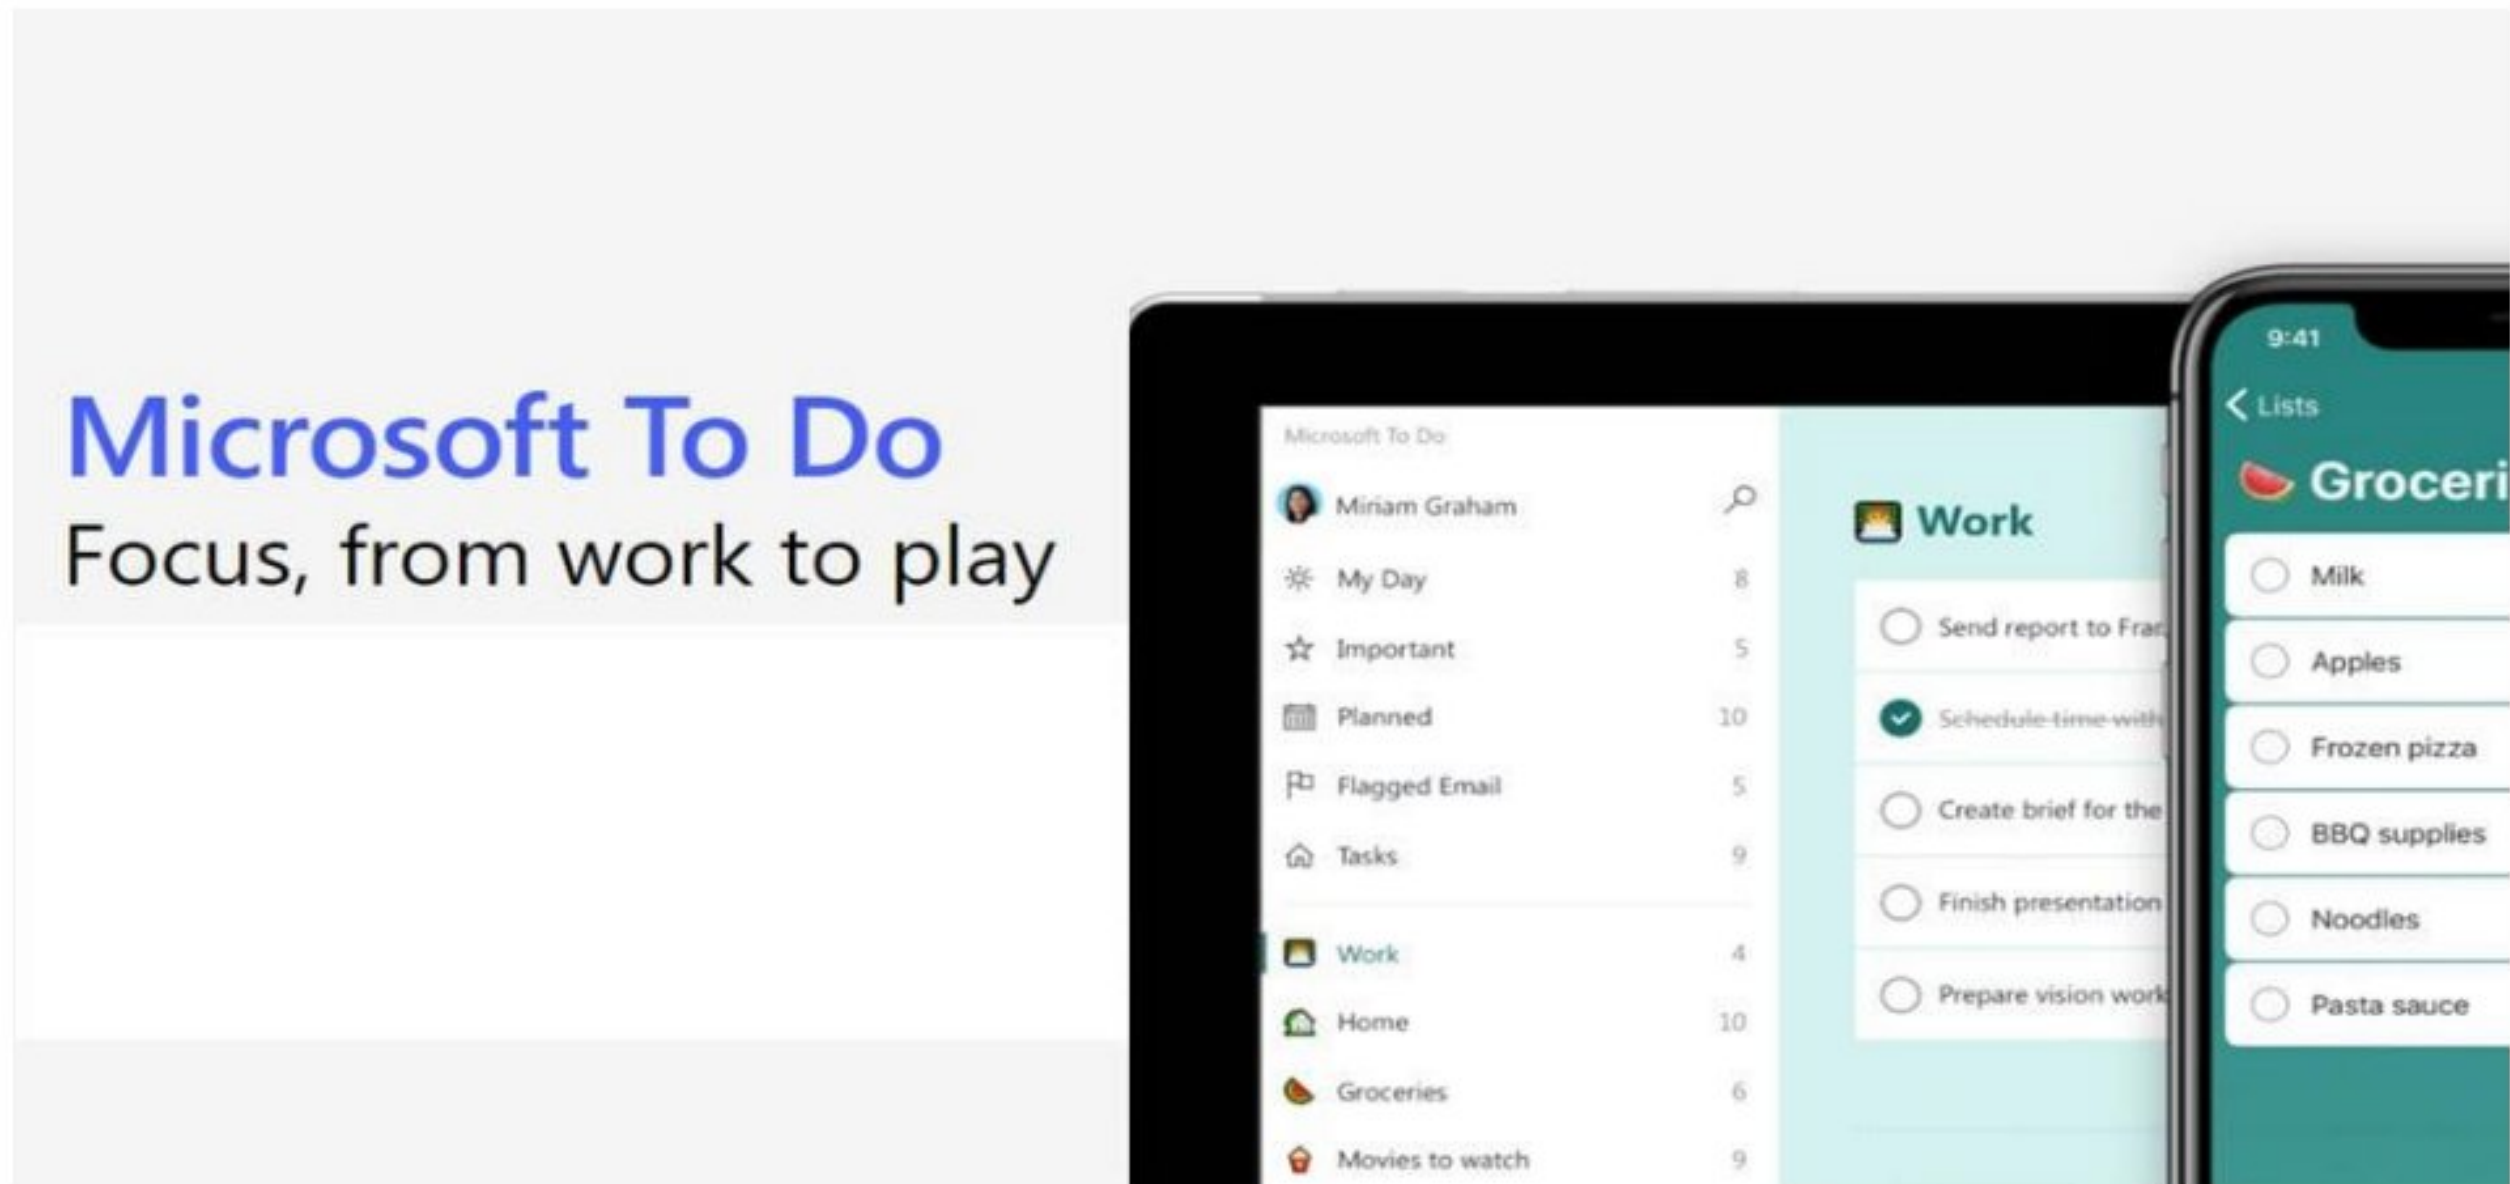 Microsoft To Do
Focus, from work to play
Microsoft To Do
Miriam Graham
My Day 8
Important 5
Planned 10
Flagged Email 5
Tasks 9
Work 4
Home 10
Groceries 6
Movies to watch 9
Work
Send report to
Schedule time with
Create brief for the
Finish presentation
Prepare vision work
9:41
Lists
Groceri
Milk
Apples
Frozen pizza
BBQ supplies
Noodles
Pasta sauce